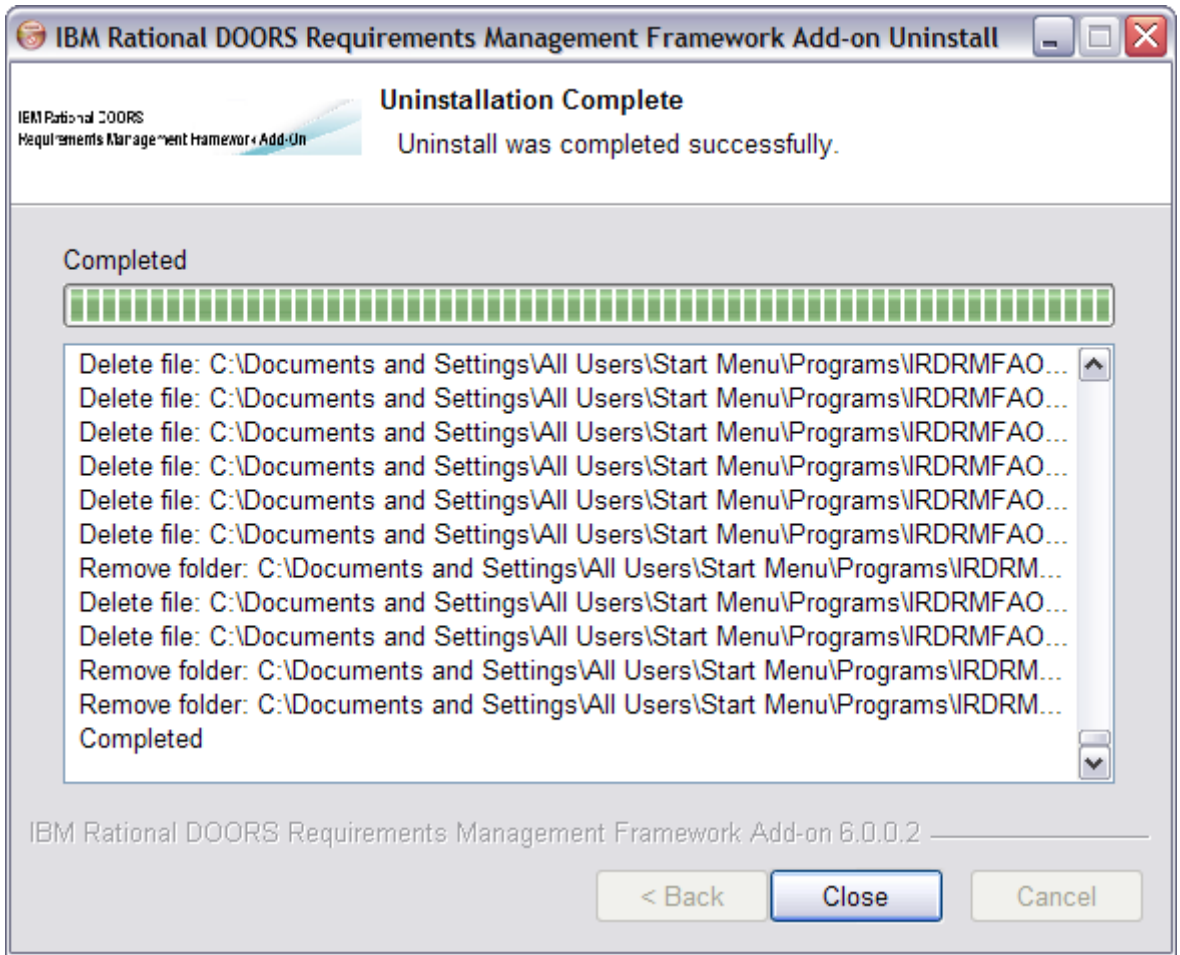 IBM Rational DOORS Requirements Management Framework Add-on Uninstall
IBM Rational DOORS
Requirements Management Framework Add-On
Uninstallation Complete
Uninstall was completed successfully.
Completed
Delete file: C:\Documents and Settings\All Users\Start Menu\Programs\IRDRMFAO...
Delete file: C:\Documents and Settings\All Users\Start Menu\Programs\IRDRMFAO...
Delete file: C:\Documents and Settings\All Users\Start Menu\Programs\IRDRMFAO...
Delete file: C:\Documents and Settings\All Users\Start Menu\Programs\IRDRMFAO...
Delete file: C:\Documents and Settings\All Users\Start Menu\Programs\IRDRMFAO...
Delete file: C:\Documents and Settings\All Users\Start Menu\Programs\IRDRMFAO...
Remove folder: C:\Documents and Settings\All Users\Start Menu\Programs\IRDRM...
Delete file: C:\Documents and Settings\All Users\Start Menu\Programs\IRDRMFAO...
Delete file: C:\Documents and Settings\All Users\Start Menu\Programs\IRDRMFAO...
Remove folder: C:\Documents and Settings\All Users\Start Menu\Programs\IRDRM...
Remove folder: C:\Documents and Settings\All Users\Start Menu\Programs\IRDRM...
Completed
IBM Rational DOORS Requirements Management Framework Add-on 6.0.0.2
< Back
Close
Cancel